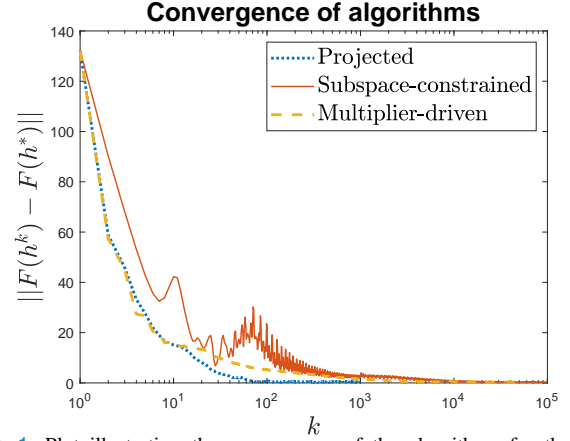 Convergence of algorithms
140
120
100
80
60
40
20
0
||F(h^k) − F(h^*)||
Projected
Subspace-constrained
Multiplier-driven
10^0 10^1 10^2 10^3 10^4 10^5
k